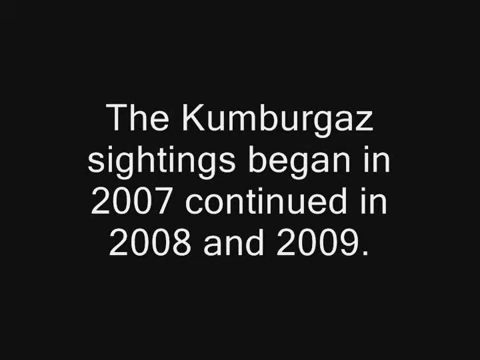 The Kumburgaz
sightings began in
2007 continued in
2008 and 2009.